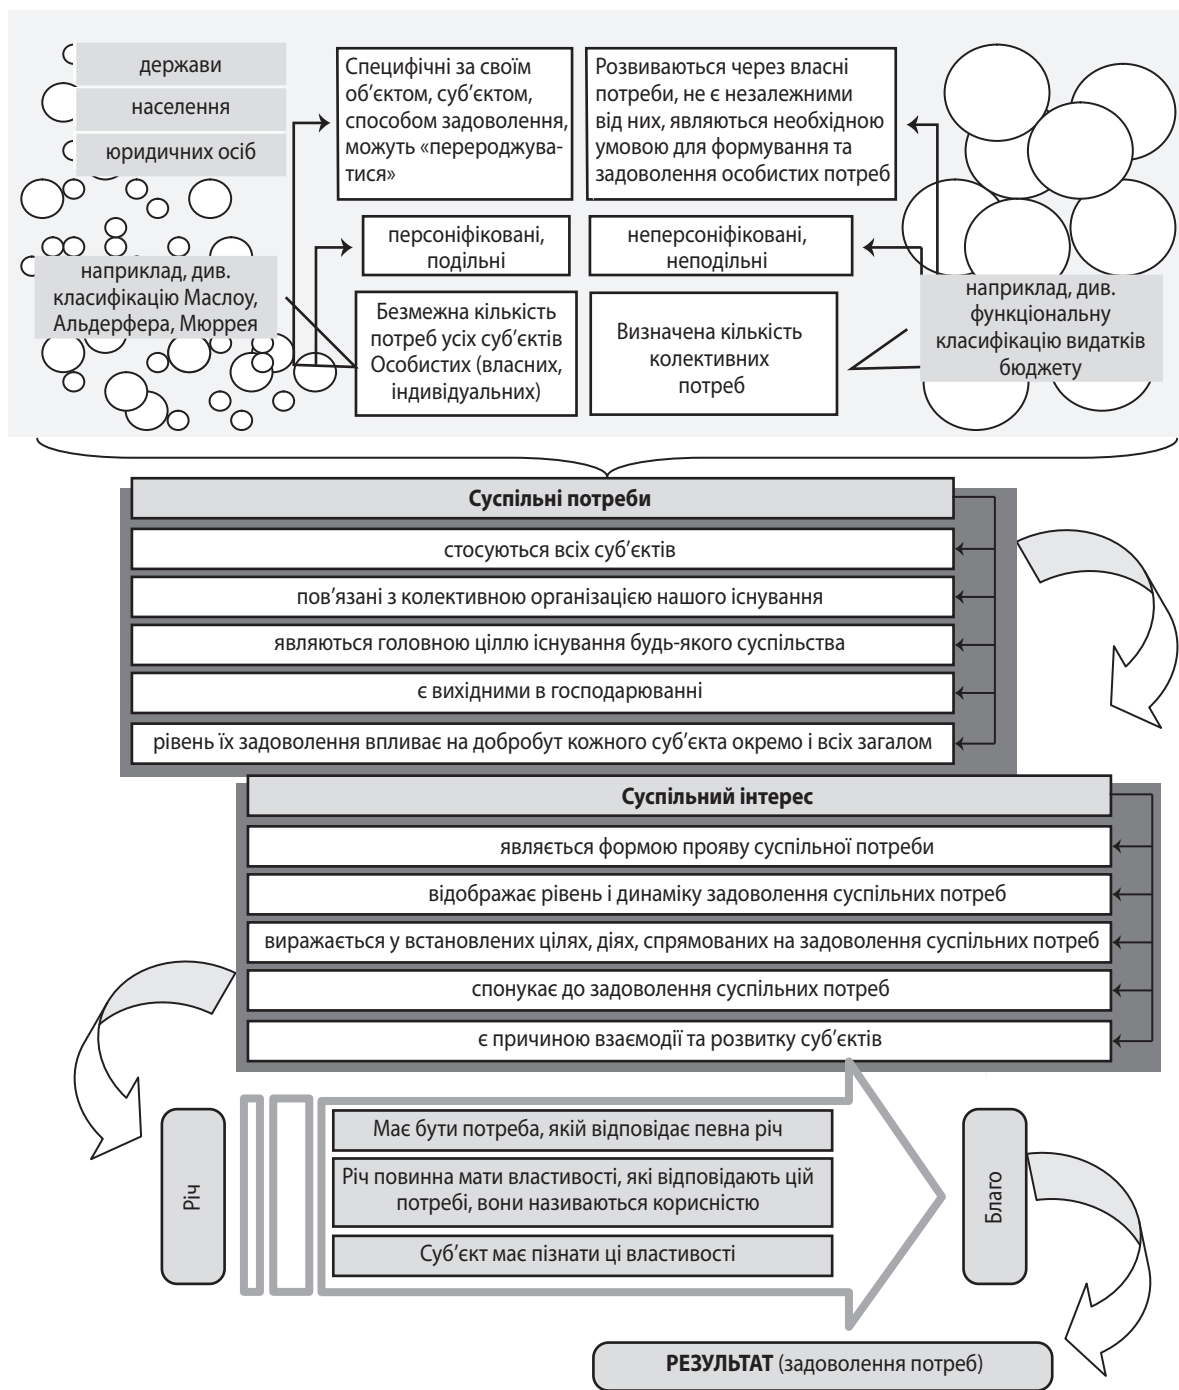 держави
населення
юридичних осіб
Специфічні за своїм
об’єктом, суб’єктом,
способом задоволення,
можуть «перероджува-
тися»
Розвиваються через власні
потреби, не є незалежними
від них, являються необхідною
умовою для формування та
задоволення особистих потреб
персоніфіковані,
подільні
неперсоніфіковані,
неподільні
наприклад, див.
класифікацію Маслоу,
Альдерфера, Мюррея
Безмежна кількість
потреб усіх суб’єктів
Особистих (власних,
індивідуальних)
Визначена кількість
колективних
потреб
наприклад, див.
функціональну
класифікацію видатків
бюджету
Суспільні потреби
стосуються всіх суб’єктів
пов’язані з колективною організацією нашого існування
являються головною ціллю існування будь-якого суспільства
є вихідними в господарюванні
рівень їх задоволення впливає на добробут кожного суб’єкта окремо і всіх загалом
Суспільний інтерес
являється формою прояву суспільної потреби
відображає рівень і динаміку задоволення суспільних потреб
виражається у встановлених цілях, діях, спрямованих на задоволення суспільних потреб
спонукає до задоволення суспільних потреб
є причиною взаємодії та розвитку суб’єктів
Річ
Має бути потреба, якій відповідає певна річ
Річ повинна мати властивості, які відповідають цій
потребі, вони називаються корисністю
Суб’єкт має пізнати ці властивості
Благо
РЕЗУЛЬТАТ (задоволення потреб)